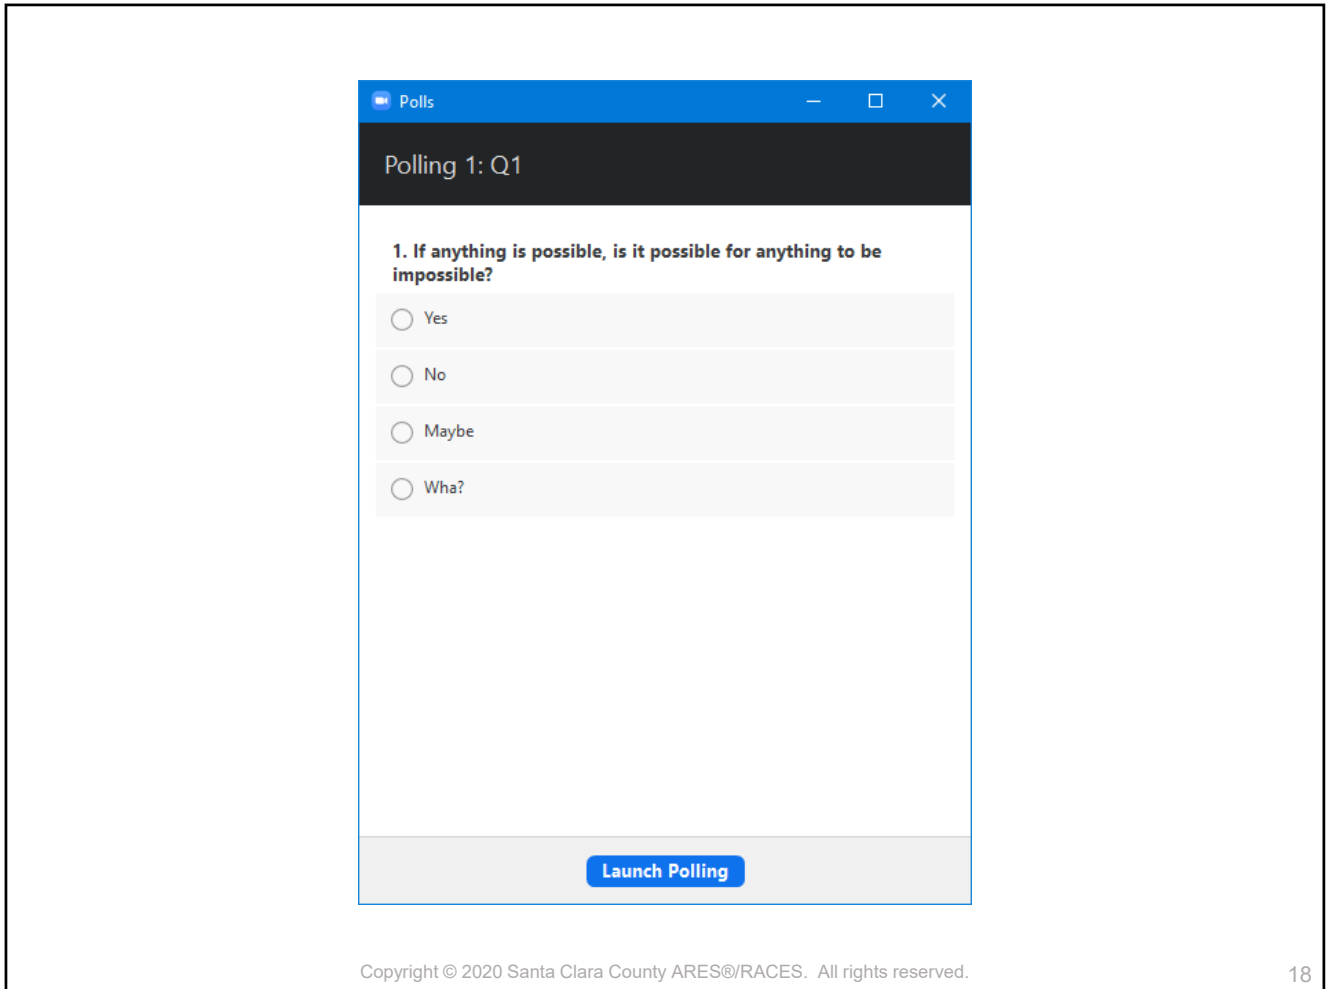 Polls
Polling 1: Q1
1. If anything is possible, is it possible for anything to be
impossible?
Yes
No
Maybe
Wha?
Launch Polling
Copyright © 2020 Santa Clara County ARES®/RACES.  All rights reserved.
18